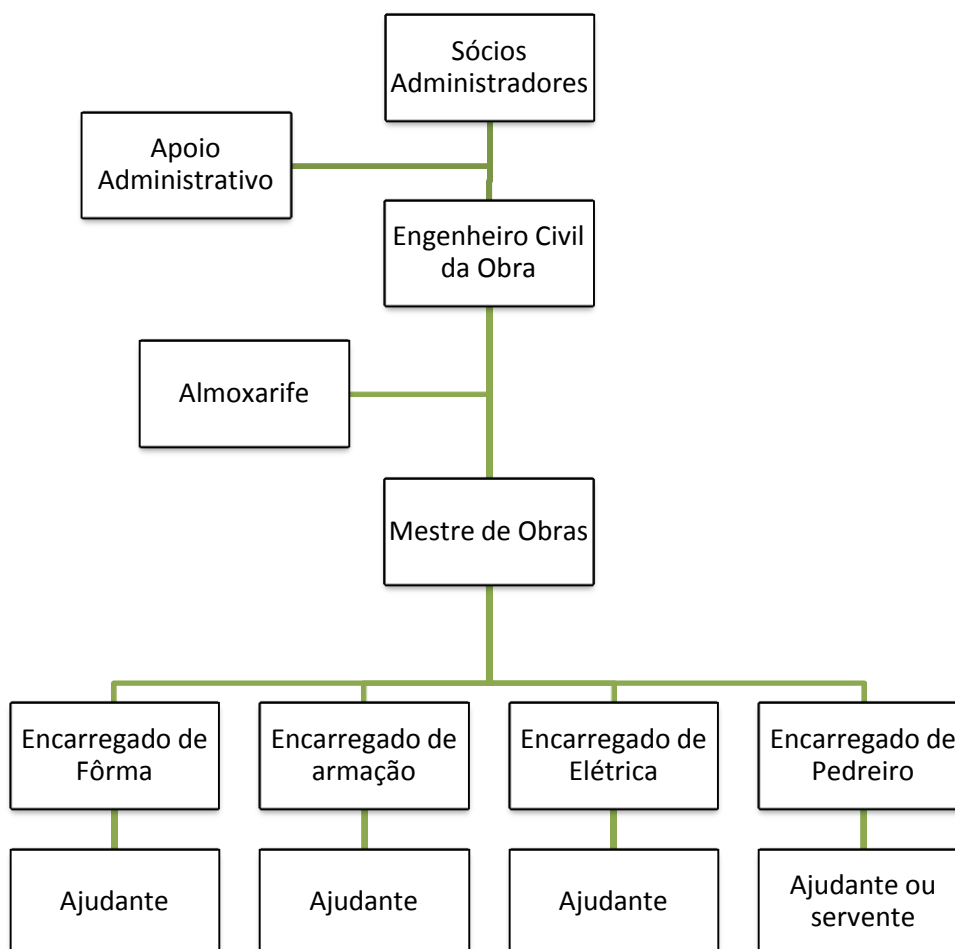 Sócios
Administradores
Apoio
Administrativo
Engenheiro Civil
da Obra
Almoxarife
Mestre de Obras
Encarregado de
Fôrma
Encarregado de
armação
Encarregado de
Elétrica
Encarregado de
Pedreiro
Ajudante
Ajudante
Ajudante
Ajudante ou
servente